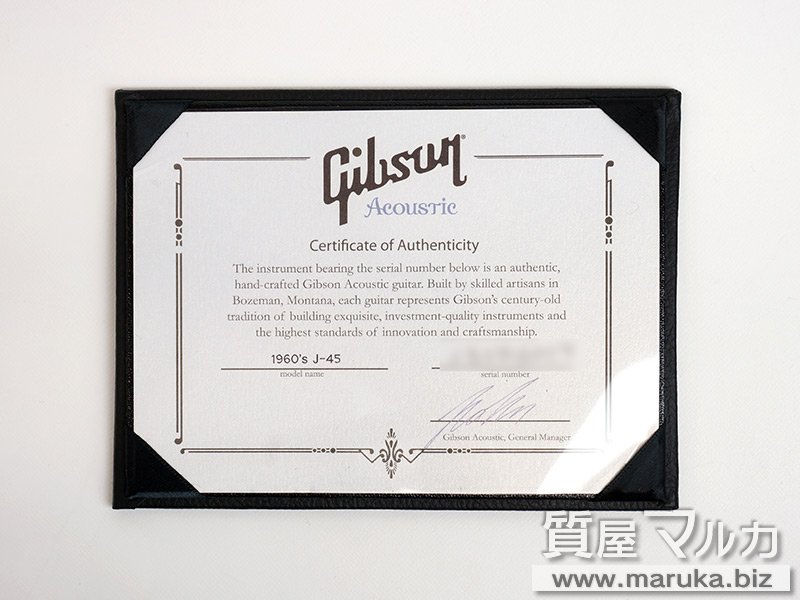 Gibson
Acoustic
Certificate of Authenticity
The instrument bearing the serial number below is an authentic,
hand-crafted Gibson Acoustic guitar. Built by skilled artisans in
Bozeman, Montana, each guitar represents Gibson's century-old
tradition of building exquisite, investment-quality instruments and
the highest standards of innovation and craftsmanship.
1960's J-45
model name
serial number
Gibson Acoustic, General Manager
質屋 マルカ
www.maruka.biz